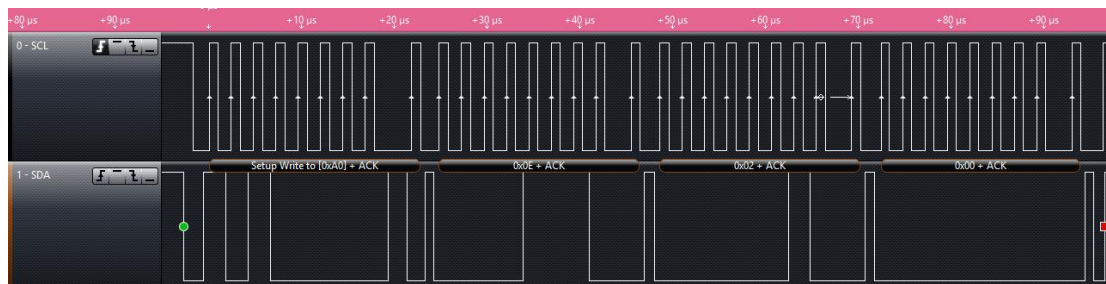 +80 µs +90 µs +10 µs +20 µs +30 µs +40 µs +50 µs +60 µs +70 µs +80 µs +90 µs
0 - SCL
Setup Write to [0xA0] + ACK 0x0E + ACK 0x02 + ACK 0x00 + ACK
1 - SDA